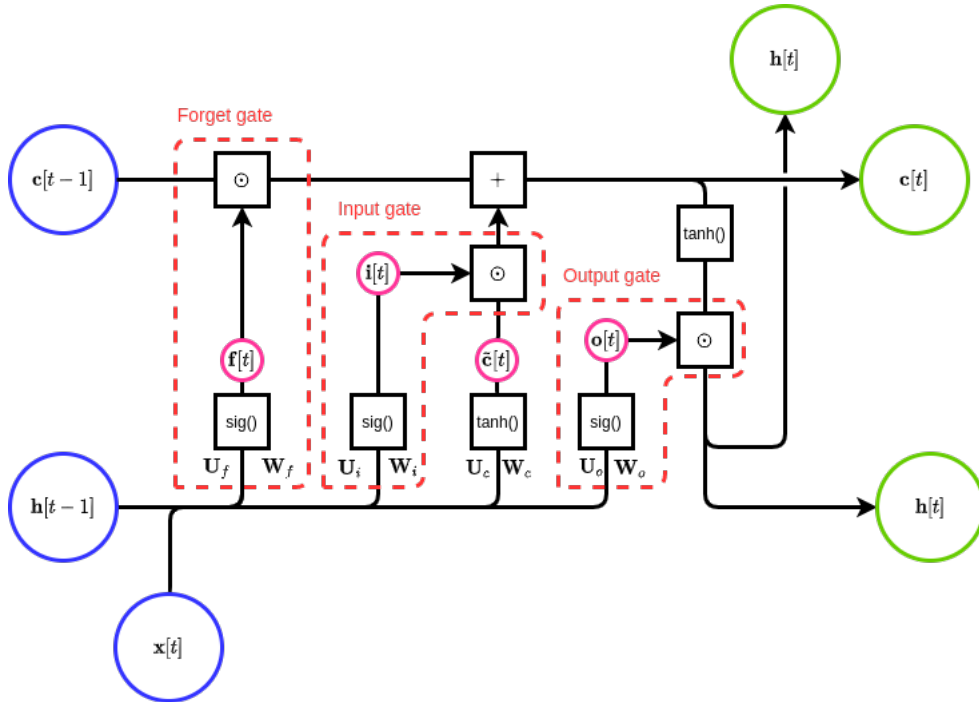 h[t]
Forget gate
c[t − 1]
⊙
+
c[t]
Input gate
tanh()
i[t]
⊙
Output gate
f[t]
c̃[t]
o[t]
⊙
sig()
sig()
tanh()
sig()
U_f W_f
U_i W_i
U_c W_c
U_o W_o
h[t − 1]
h[t]
x[t]